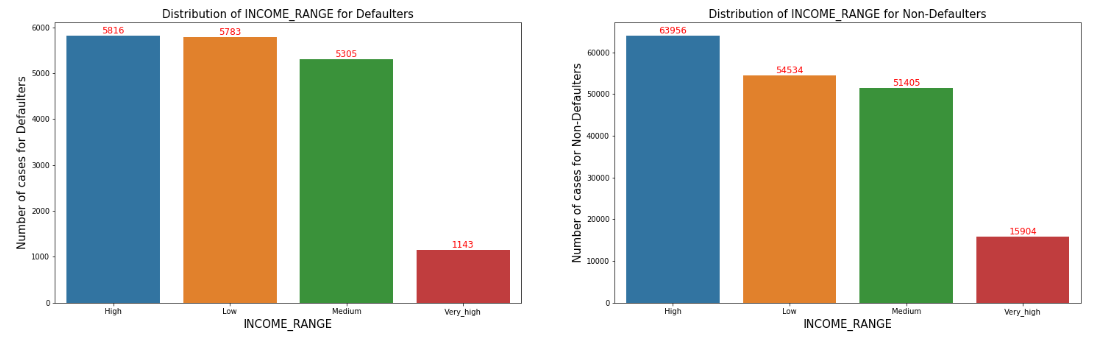 Distribution of INCOME_RANGE for Defaulters
Number of cases for Defaulters
6000
5000
4000
3000
2000
1000
0
5816
5783
5305
1143
High
Low
Medium
Very_high
INCOME_RANGE
Distribution of INCOME_RANGE for Non-Defaulters
Number of cases for Non-Defaulters
60000
50000
40000
30000
20000
10000
0
63956
54534
51405
15904
High
Low
Medium
Very_high
INCOME_RANGE